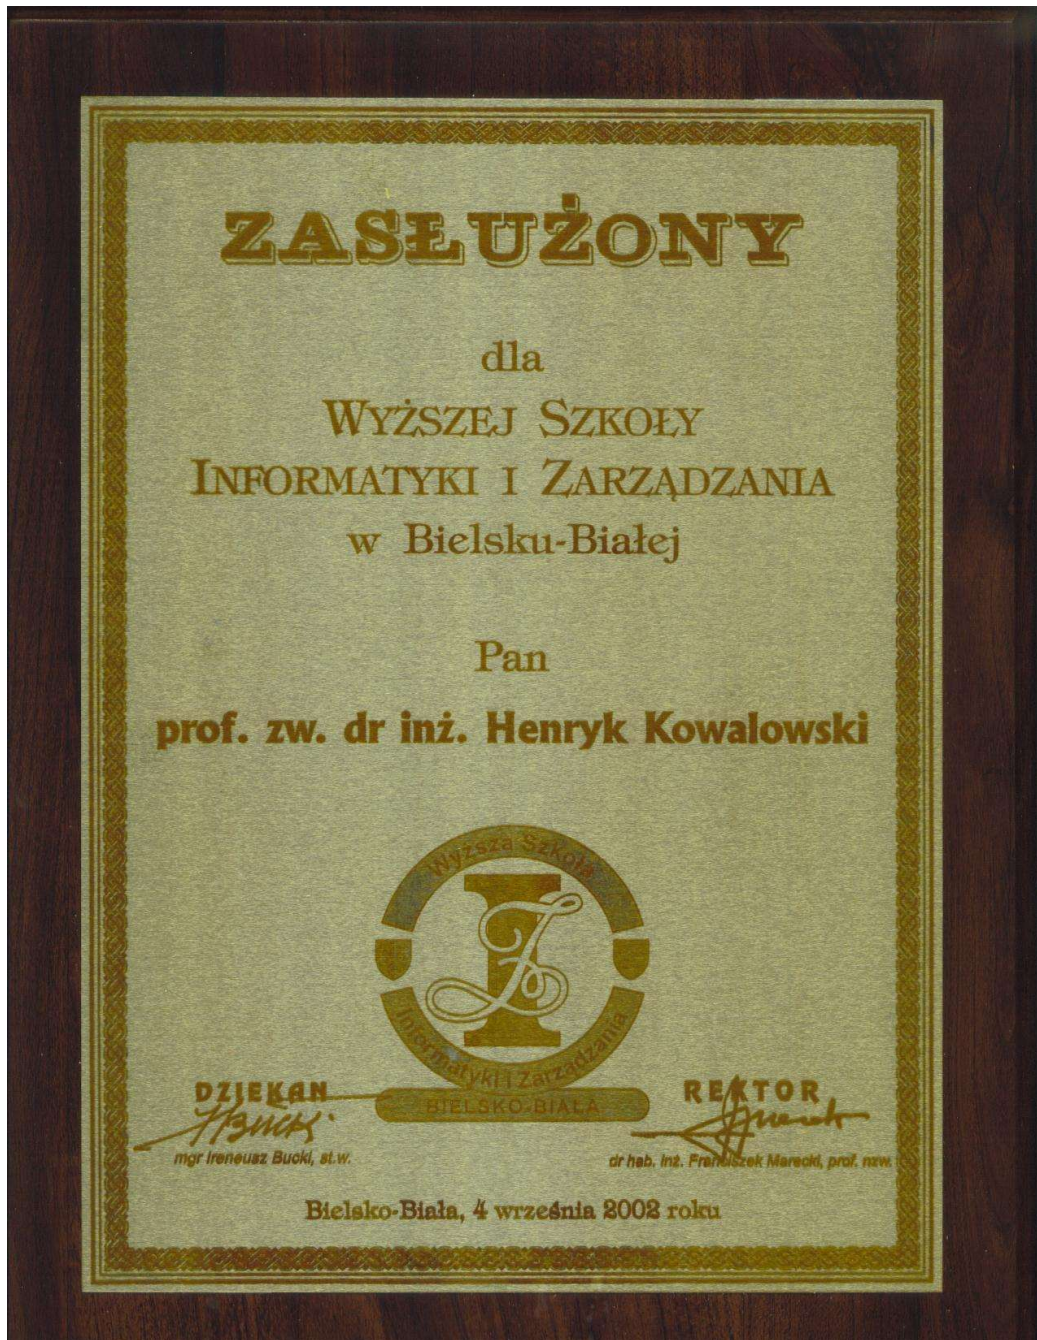 ZASŁUŻONY
dla
WYŻSZEJ SZKOŁY
INFORMATYKI I ZARZĄDZANIA
w Bielsku-Białej
Pan
prof. zw. dr inż. Henryk Kowalowski
Wyższa Szkoła
IZ
Informatyki i Zarządzania
BIELSKO-BIAŁA
DZIEKAN
mgr Ireneusz Bucki, st.w.
REKTOR
dr hab. inż. Franciszek Marecki, prof. nzw.
Bielsko-Biała, 4 września 2002 roku